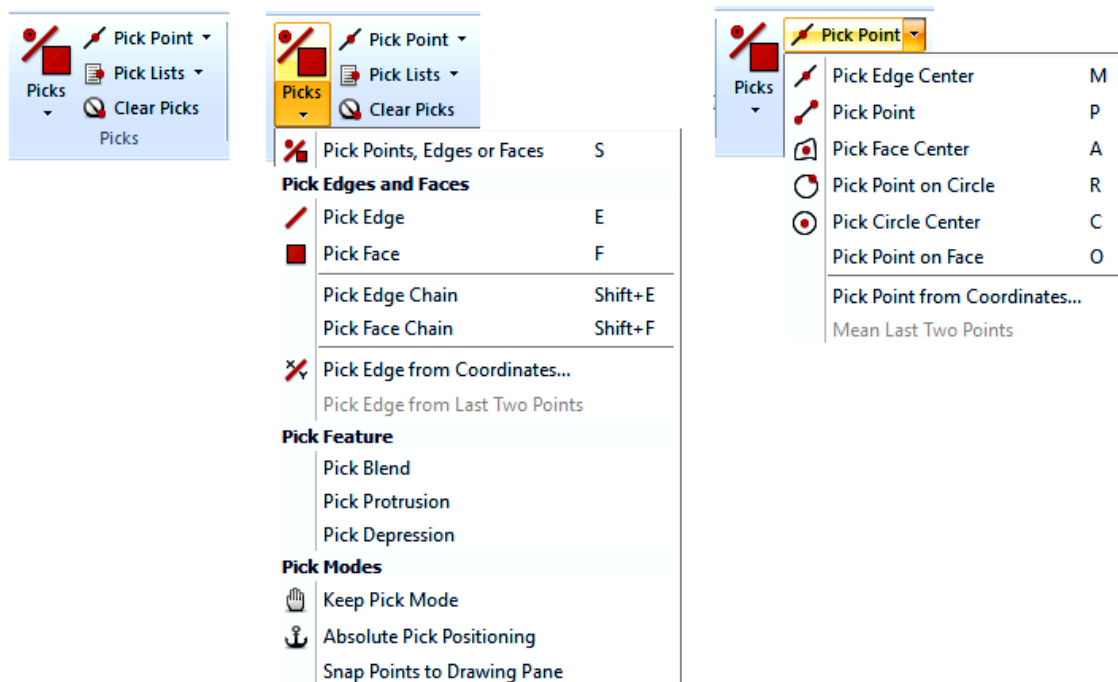 Pick Point
Pick Lists
Picks
Clear Picks
Picks
Pick Point
Pick Lists
Picks
Clear Picks
Pick Points, Edges or Faces S
Pick Edges and Faces
Pick Edge E
Pick Face F
Pick Edge Chain Shift+E
Pick Face Chain Shift+F
Pick Edge from Coordinates...
Pick Edge from Last Two Points
Pick Feature
Pick Blend
Pick Protrusion
Pick Depression
Pick Modes
Keep Pick Mode
Absolute Pick Positioning
Snap Points to Drawing Pane
Pick Point
Picks
Pick Edge Center M
Pick Point P
Pick Face Center A
Pick Point on Circle R
Pick Circle Center C
Pick Point on Face O
Pick Point from Coordinates...
Mean Last Two Points